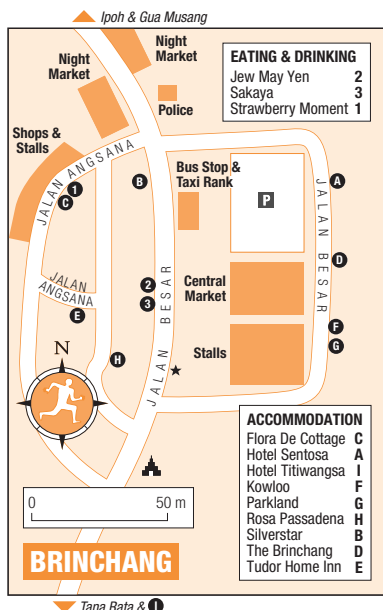 Ipoh & Gua Musang
Night
Market
Night
Market
Police
EATING & DRINKING
Jew May Yen 2
Sakaya 3
Strawberry Moment 1
Shops &
Stalls
JALAN ANGSANA
1
C
B
Bus Stop &
Taxi Rank
P
A
JALAN BESAR
D
JALAN
ANGSANA
E
2
3
Central
Market
F
G
Stalls
H
JALAN BESAR
N
0 50 m
BRINCHANG
ACCOMMODATION
Flora De Cottage C
Hotel Sentosa A
Hotel Titiwangsa I
Kowloo F
Parkland G
Rosa Passadena H
Silverstar B
The Brinchang D
Tudor Home Inn E
Tana Rata & I